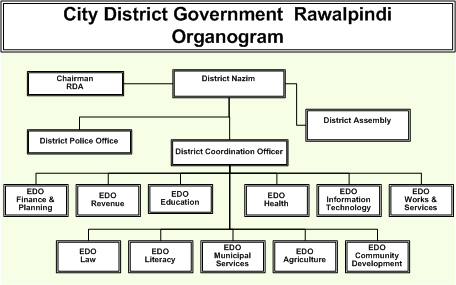 City District Government Rawalpindi
Organogram
Chairman
RDA
District Nazim
District Assembly
District Police Office
District Coordination Officer
EDO
Finance &
Planning
EDO
Revenue
EDO
Education
EDO
Health
EDO
Information
Technology
EDO
Works &
Services
EDO
Law
EDO
Literacy
EDO
Municipal
Services
EDO
Agriculture
EDO
Community
Development